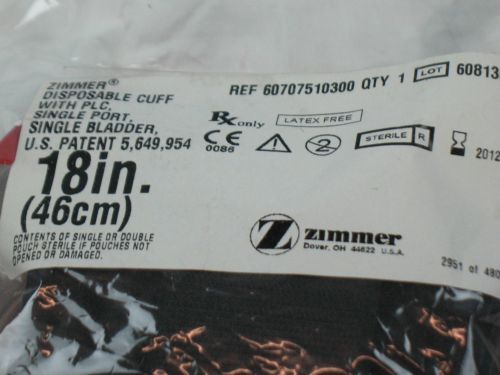 ZIMMER®
DISPOSABLE CUFF
WITH PLC,
SINGLE PORT,
SINGLE BLADDER,
U.S. PATENT 5,649,954
18in.
(46cm)
CONTENTS OF SINGLE OR DOUBLE
POUCH STERILE IF POUCHES NOT
OPENED OR DAMAGED.
REF 60707510300 QTY 1 LOT 60813
Rx only LATEX FREE
CE 0086 2 STERILE R 2012
Z zimmer
Dover, OH 44622 U.S.A.
2951 of 480